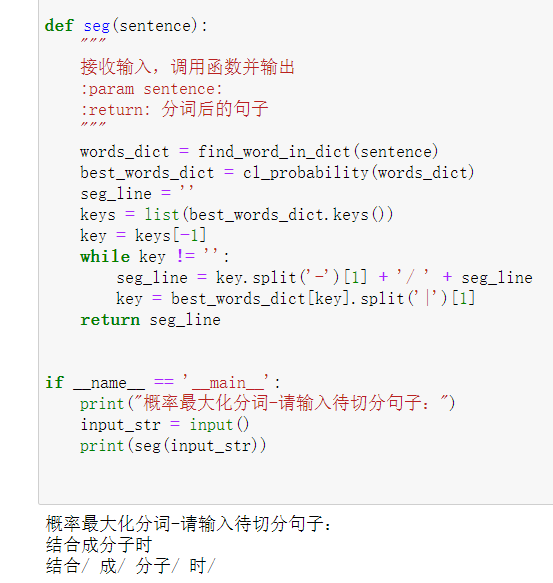 def seg(sentence):
    """
    接收输入，调用函数并输出
    :param sentence:
    :return: 分词后的句子
    """
    words_dict = find_word_in_dict(sentence)
    best_words_dict = cl_probability(words_dict)
    seg_line = ''
    keys = list(best_words_dict.keys())
    key = keys[-1]
    while key != '':
        seg_line = key.split('-')[1] + '/ ' + seg_line
        key = best_words_dict[key].split('|')[1]
    return seg_line
if __name__ == '__main__':
    print("概率最大化分词-请输入待切分句子：")
    input_str = input()
    print(seg(input_str))
概率最大化分词-请输入待切分句子：
结合成分子时
结合/ 成/ 分子/ 时/